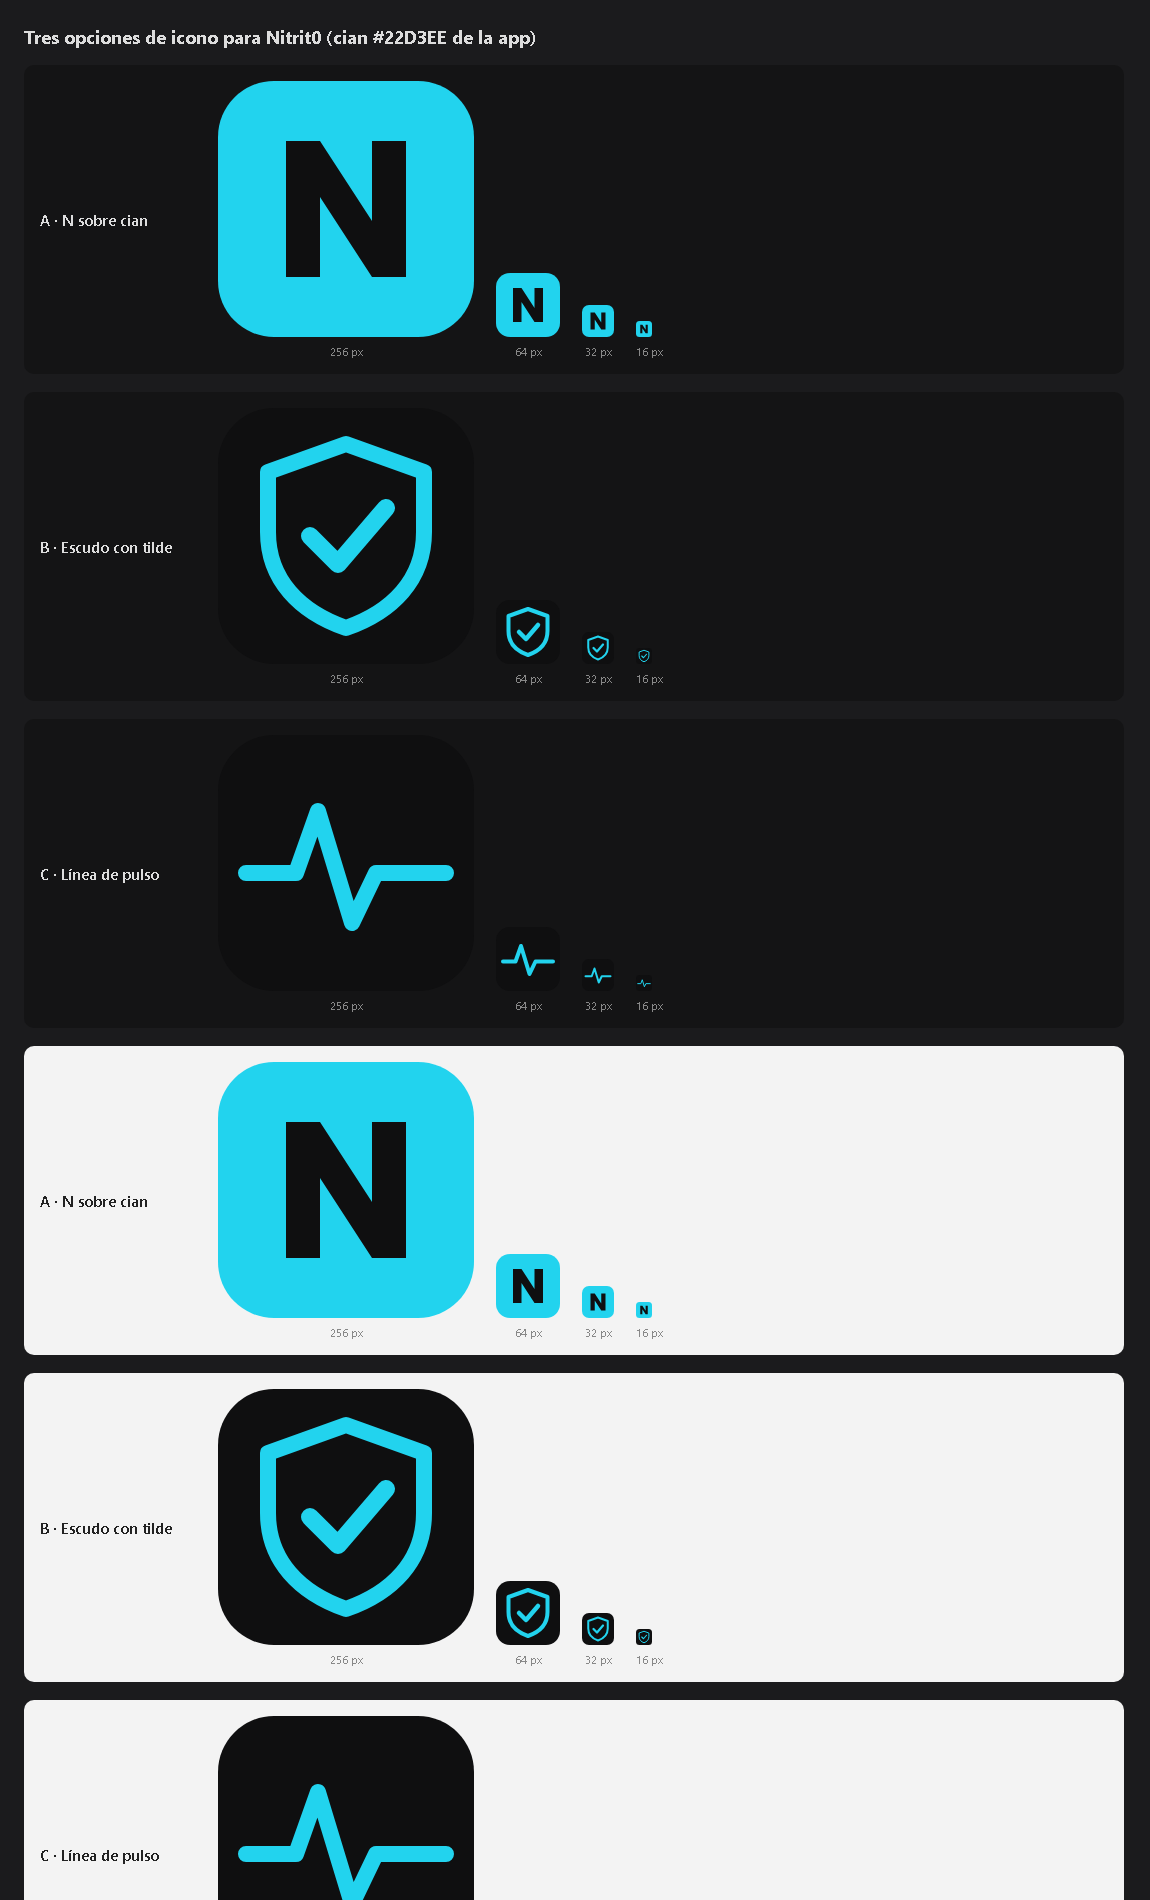 Tres opciones de icono para Nitrit0 (cian #22D3EE de la app)
A · N sobre cian
N
N
N
N
256 px
64 px
32 px
16 px
B · Escudo con tilde
256 px
64 px
32 px
16 px
C · Línea de pulso
256 px
64 px
32 px
16 px
A · N sobre cian
N
N
N
N
256 px
64 px
32 px
16 px
B · Escudo con tilde
256 px
64 px
32 px
16 px
C · Línea de pulso